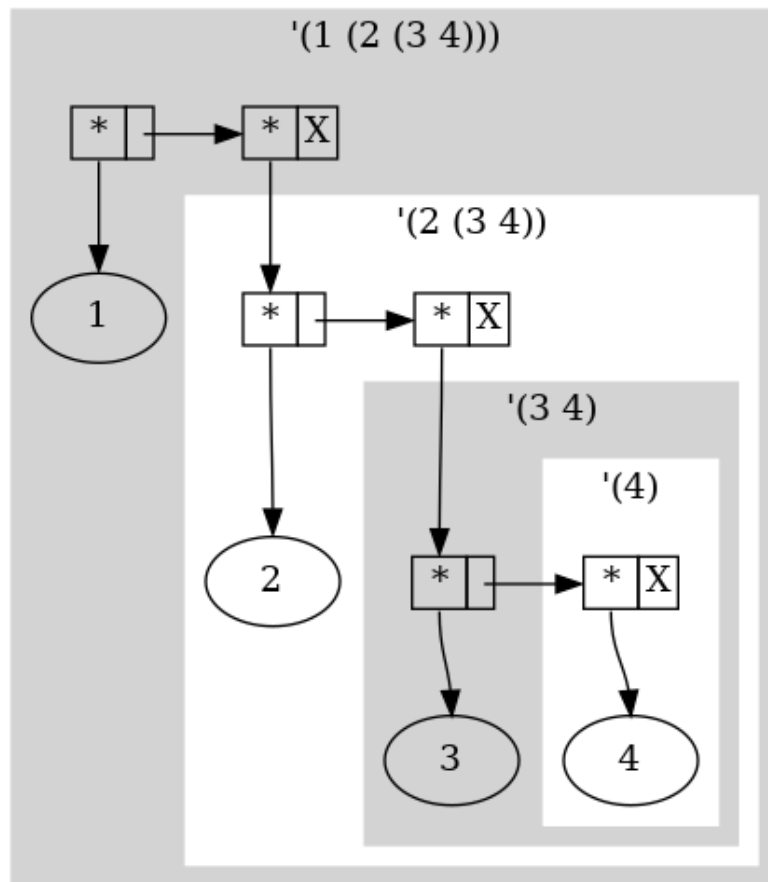 '(1 (2 (3 4)))
* * X
'(2 (3 4))
1 * * X
'(3 4)
'(4)
2 * * X
3 4